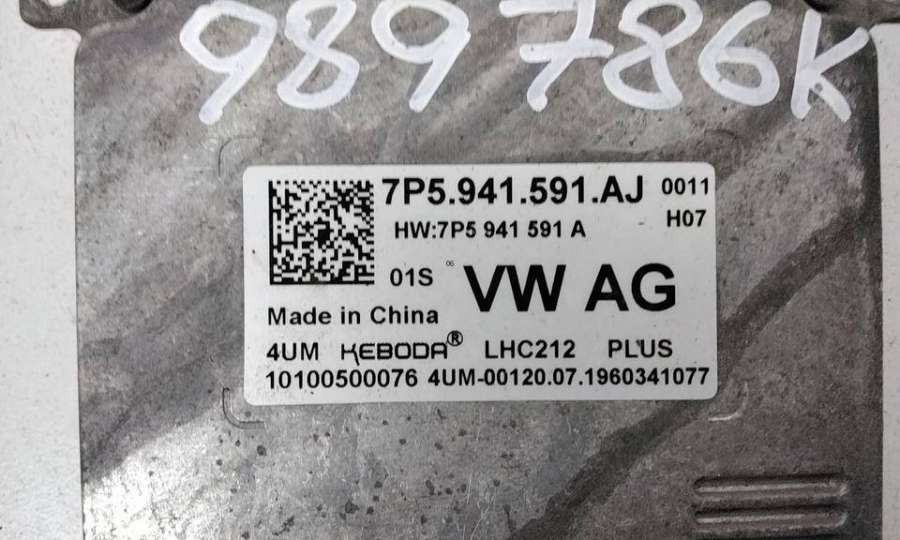 989786K
7P5.941.591.AJ 0011
HW:7P5 941 591 A - H07
01S 06 VW AG
Made in China
4UM KEBODA® LHC212 PLUS
10100500076 4UM-00120.07.1960341077